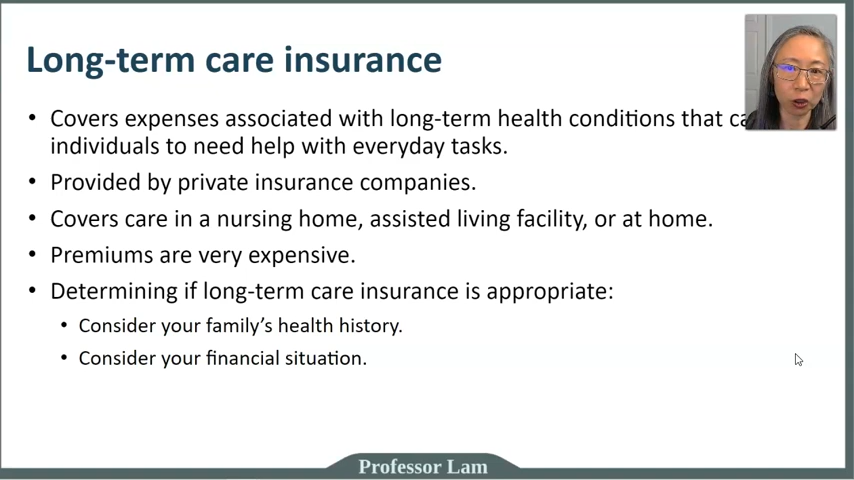 Long-term care insurance
• Covers expenses associated with long-term health conditions that
individuals to need help with everyday tasks.
• Provided by private insurance companies.
• Covers care in a nursing home, assisted living facility, or at home.
• Premiums are very expensive.
• Determining if long-term care insurance is appropriate:
• Consider your family's health history.
• Consider your financial situation.
Professor Lam